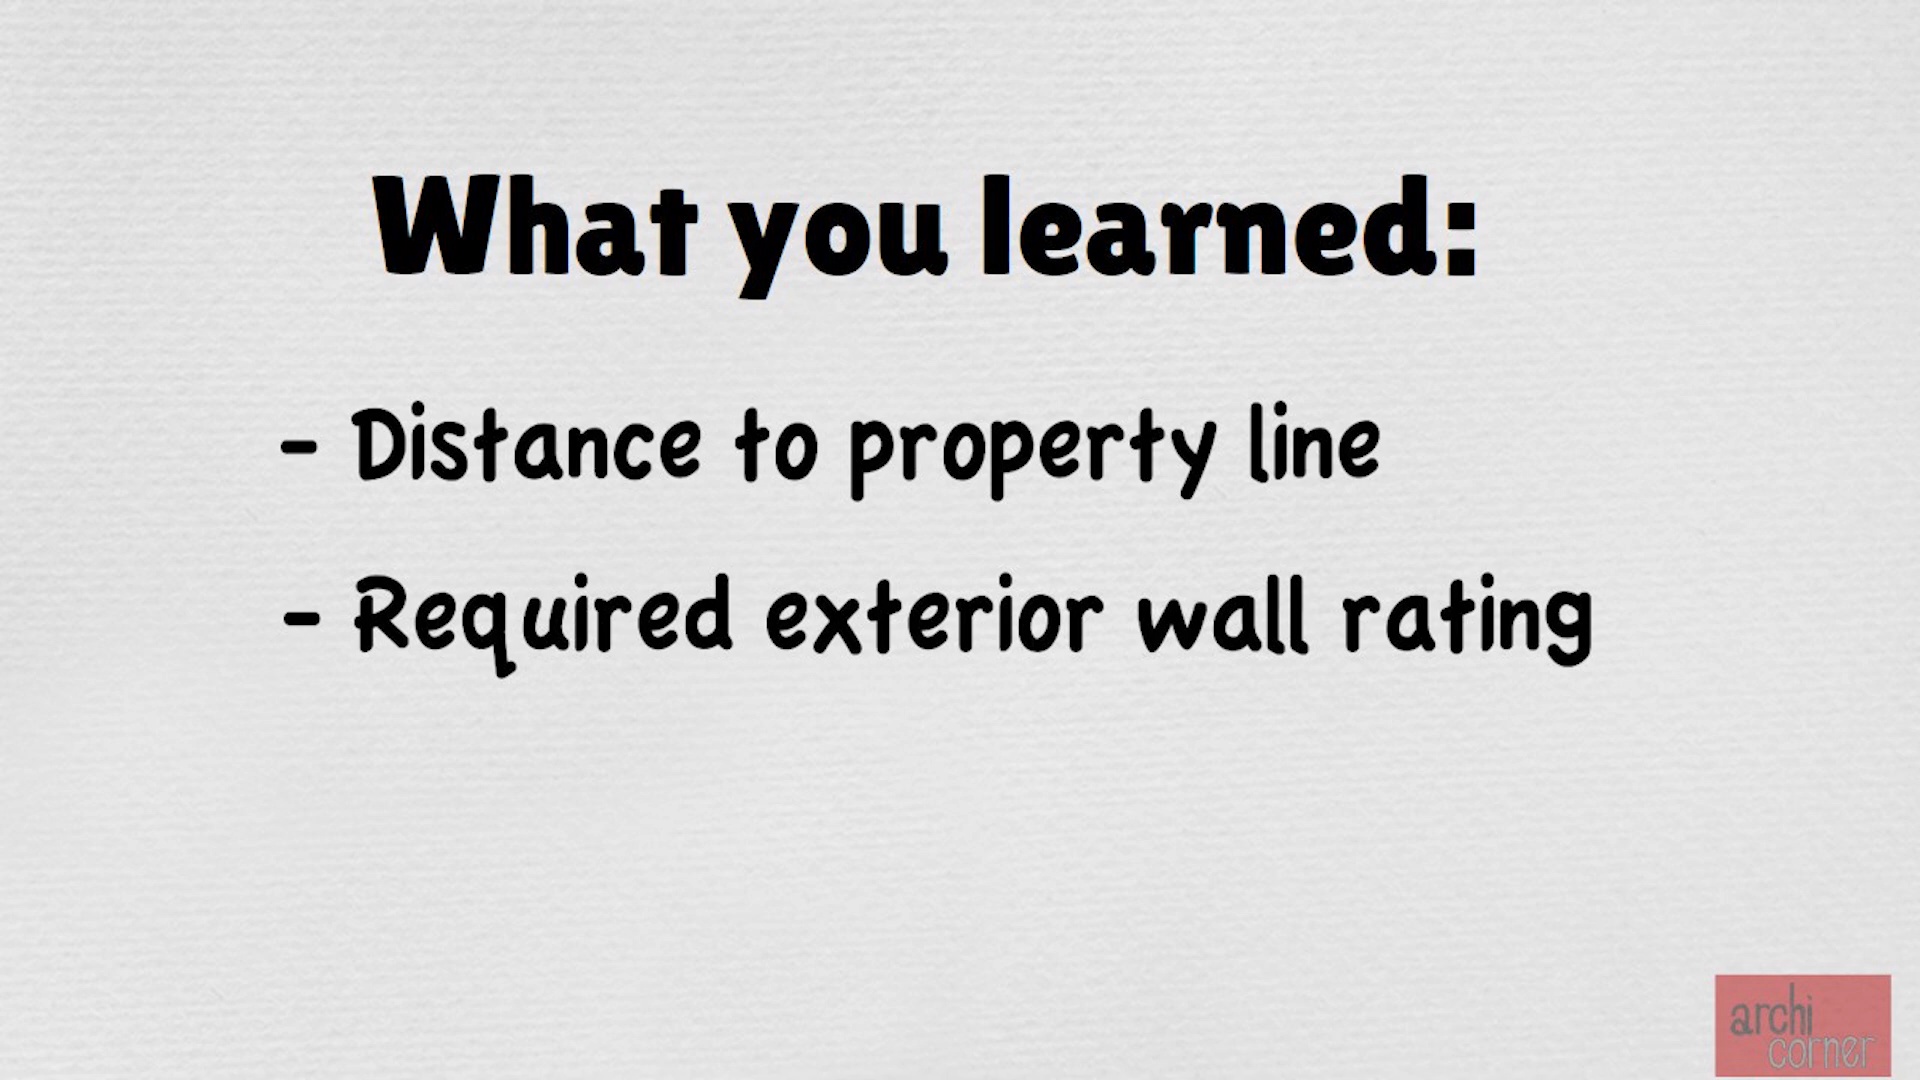 What you learned:
- Distance to property line
- Required exterior wall rating
archi
corner